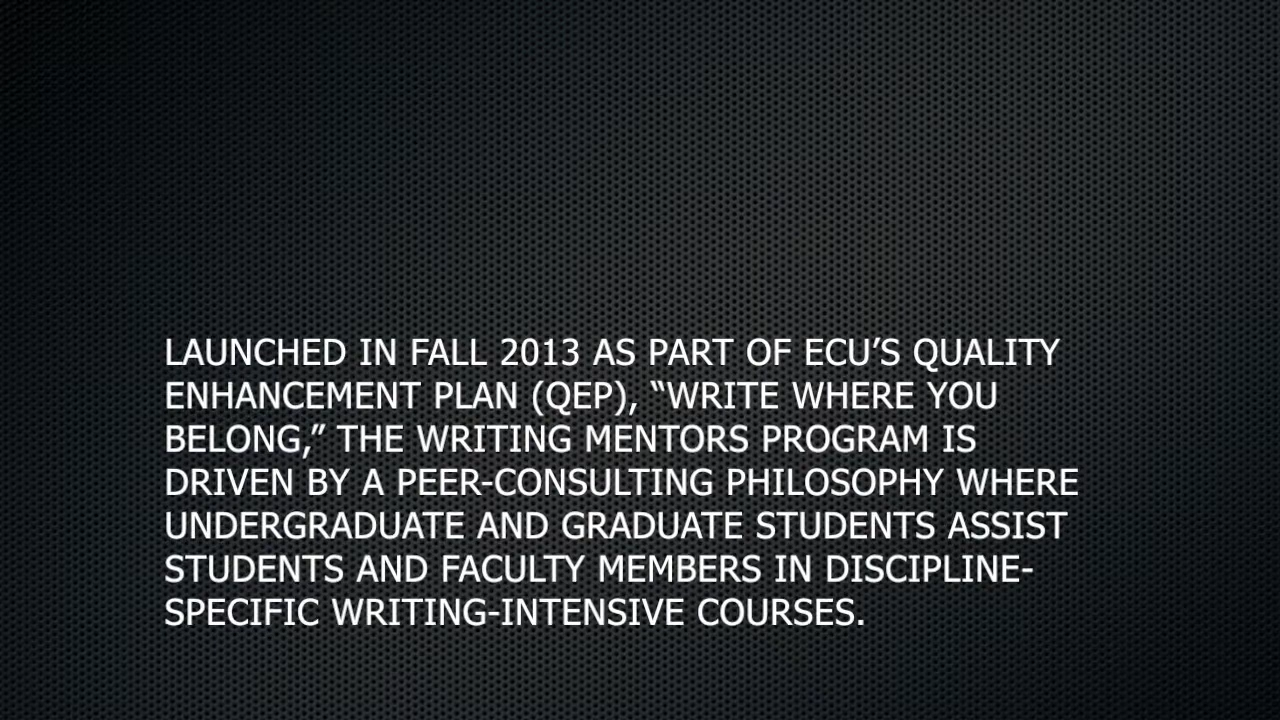 LAUNCHED IN FALL 2013 AS PART OF ECU’S QUALITY
ENHANCEMENT PLAN (QEP), “WRITE WHERE YOU
BELONG,” THE WRITING MENTORS PROGRAM IS
DRIVEN BY A PEER-CONSULTING PHILOSOPHY WHERE
UNDERGRADUATE AND GRADUATE STUDENTS ASSIST
STUDENTS AND FACULTY MEMBERS IN DISCIPLINE-
SPECIFIC WRITING-INTENSIVE COURSES.